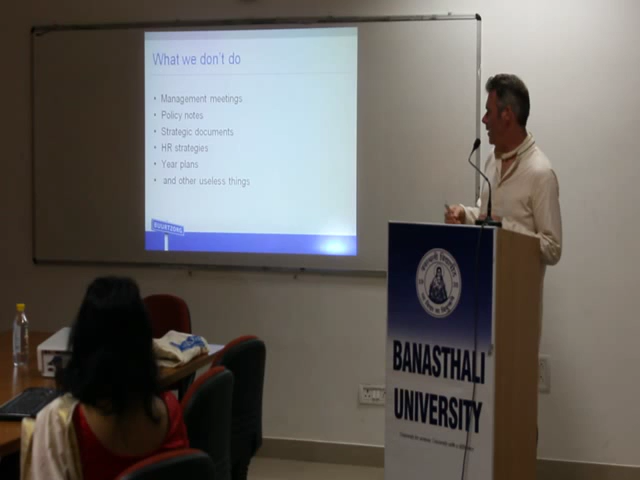 What we don't do
• Management meetings
• Policy notes
• Strategic documents
• HR strategies
• Year plans
• and other useless things
BUURTZORG
BANASTHALI
UNIVERSITY